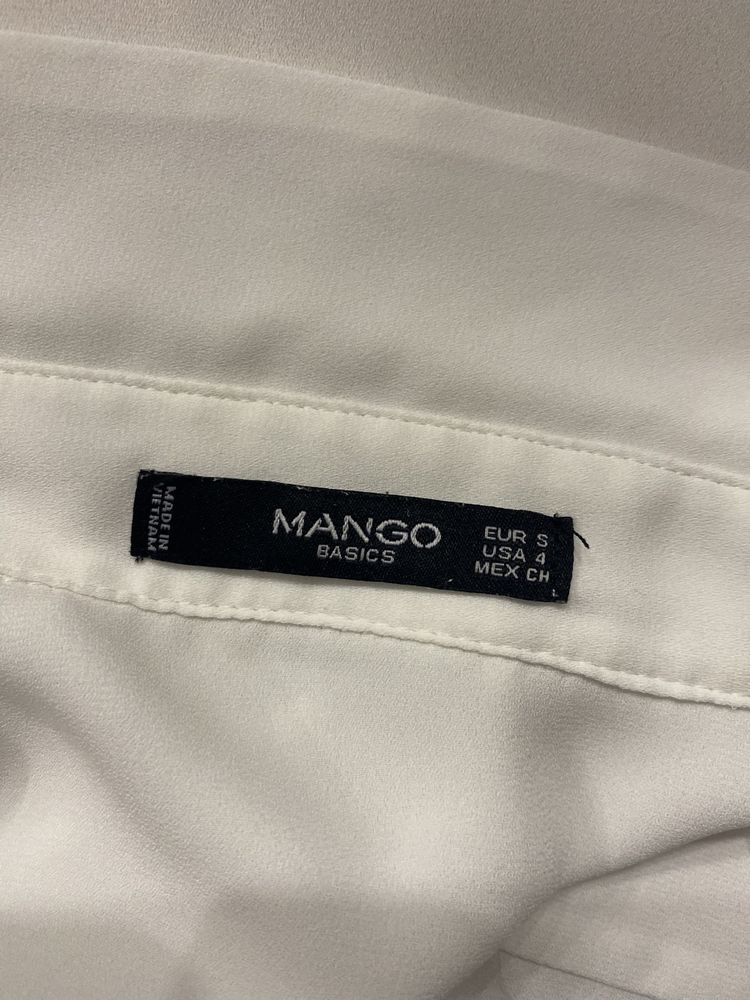 MADE IN
VIETNAM
MANGO
BASICS
EUR S
USA 4
MEX CH